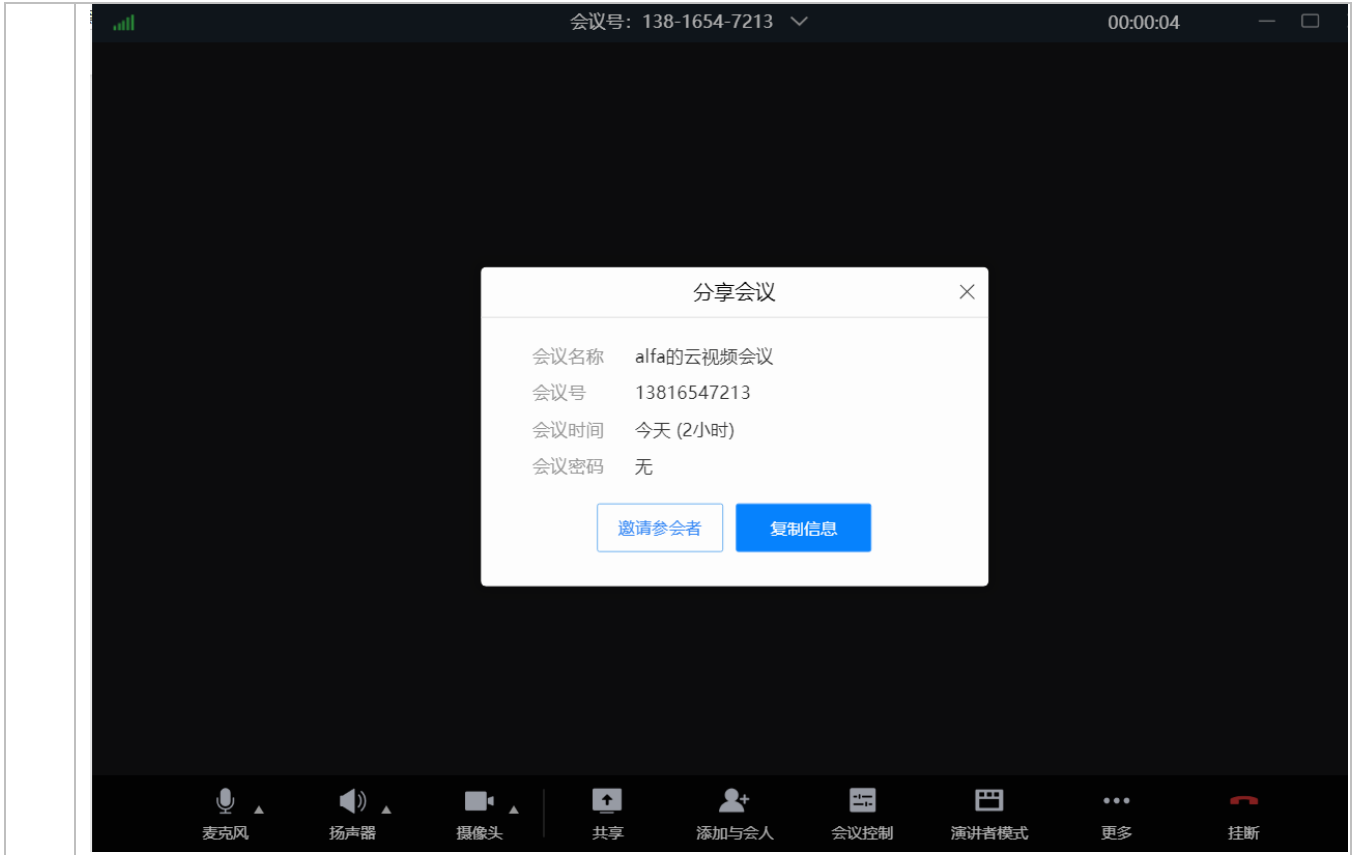 会议号：138-1654-7213
00:00:04
分享会议
会议名称 alfa的云视频会议
会议号 13816547213
会议时间 今天 (2小时)
会议密码 无
邀请参会者 复制信息
麦克风 扬声器 摄像头 共享 添加与会人 会议控制 演讲者模式 更多 挂断